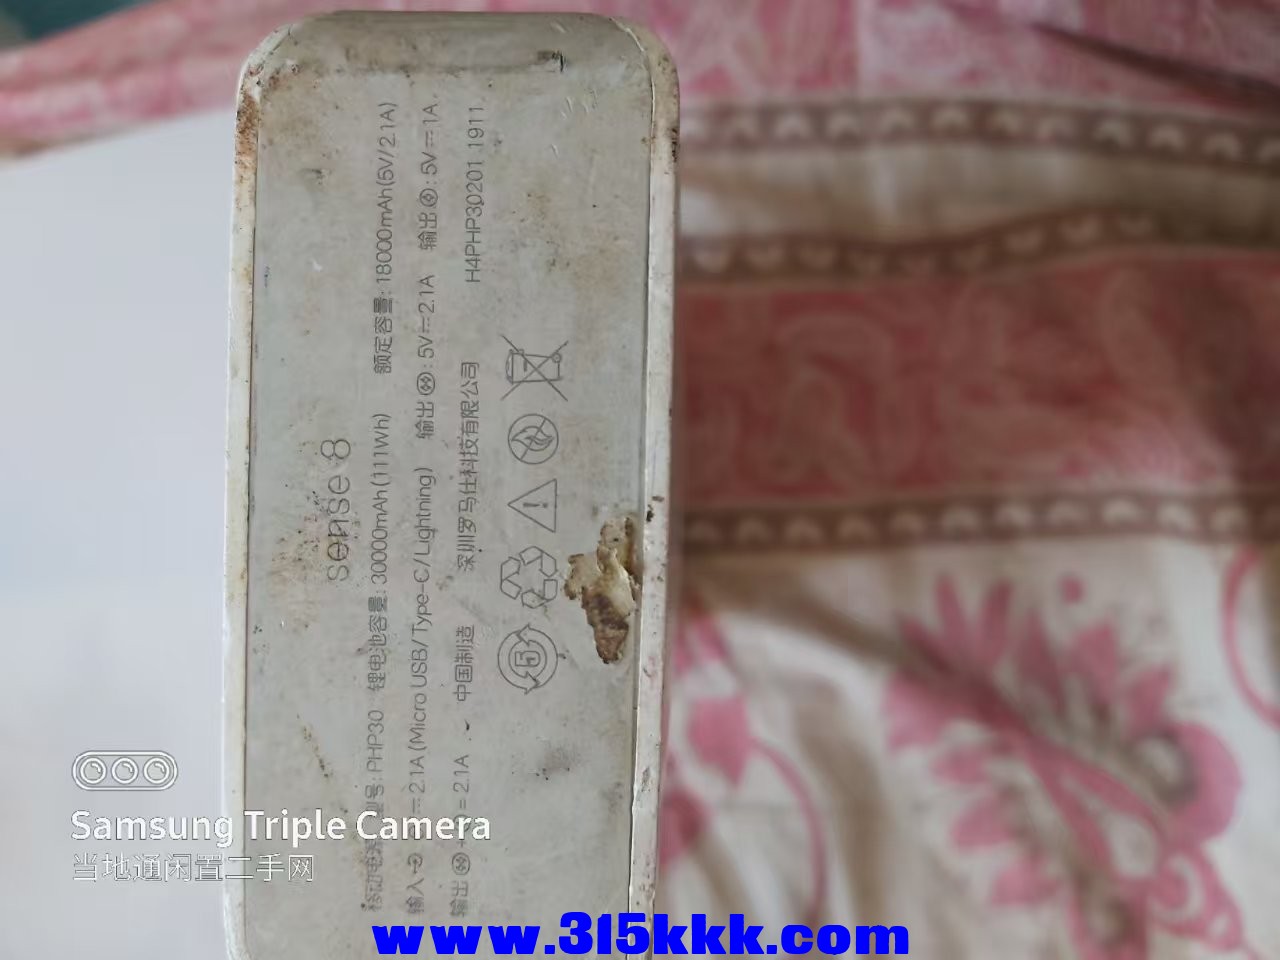 sense 8
移动电源型号: PHP30 锂电池容量: 30000mAh(111Wh) 额定容量: 18000mAh(5V/2.1A)
输入 2.1A (Micro USB/Type-C/Lightning) 输出: 5V⎓2.1A 输出: 5V⎓1A
输出 + = 2.1A 中国制造 深圳罗马仕科技有限公司 H4PHP30201 1911
5
Samsung Triple Camera
当地通闲置二手网
www.315kkk.com